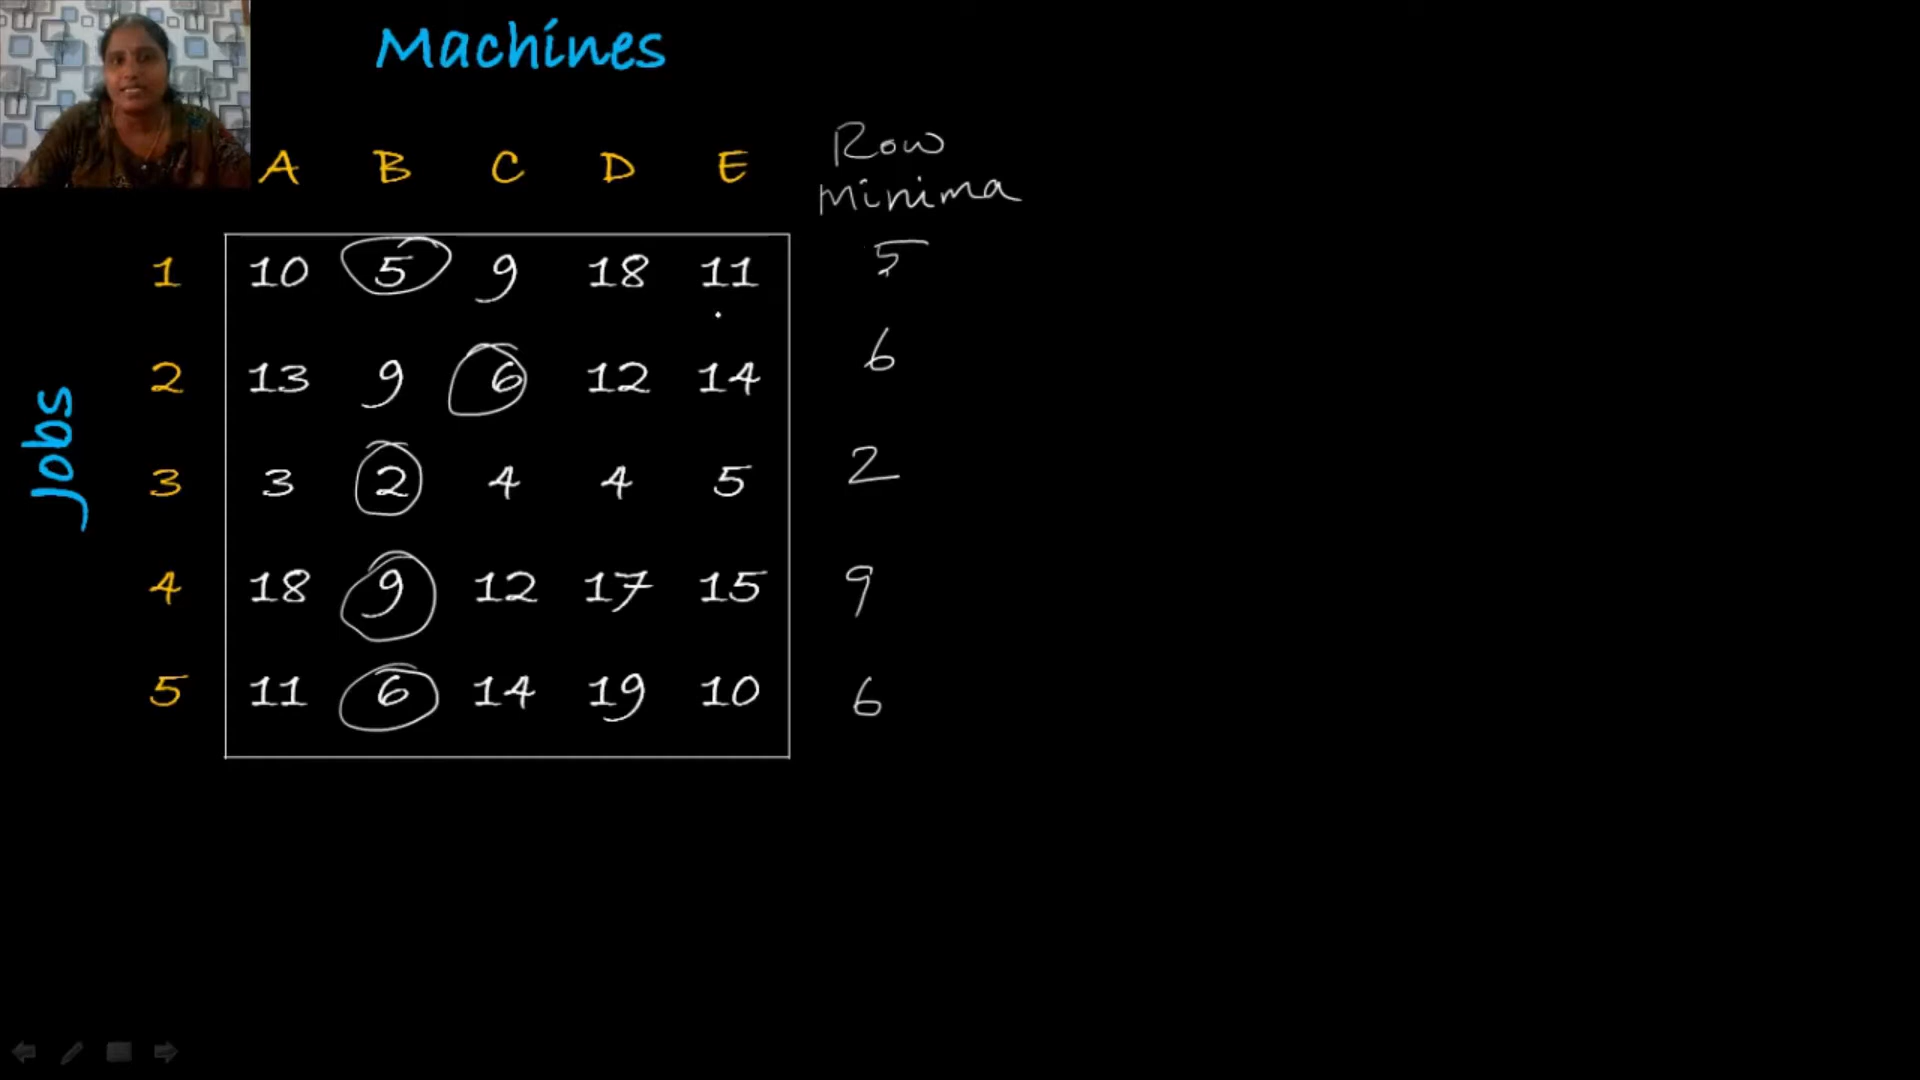 Machines
Row
minima
A B C D E
1 10 5 9 18 11 5
2 13 9 6 12 14 6
Jobs
3 3 2 4 4 5 2
4 18 9 12 17 15 9
5 11 6 14 19 10 6